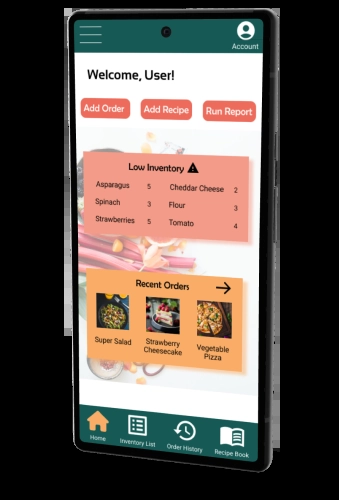 Account
Welcome, User!
Add Order Add Recipe Run Report
Low Inventory
Asparagus 5 Cheddar Cheese 2
Spinach 3 Flour 3
Strawberries 5 Tomato 4
Recent Orders
Super Salad Strawberry Cheesecake Vegetable Pizza
Home Inventory List Order History Recipe Book